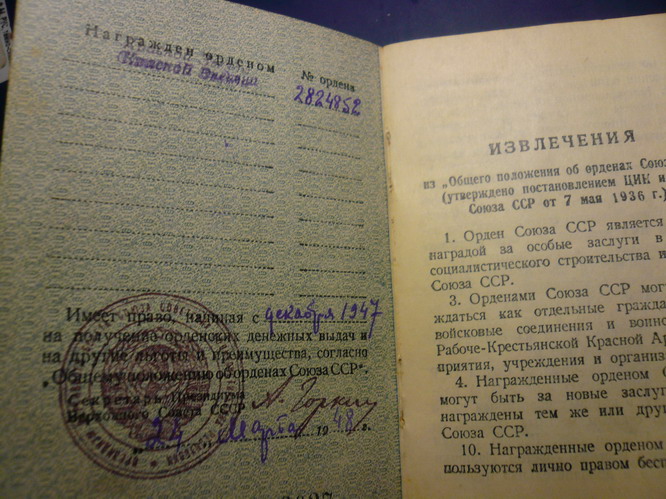 Награжден орденом
Красной Звезды
№ ордена
2824852
Имеет право, начиная с декабря 1947
на получение орденских денежных выдач и
на другие льготы и преимущества, согласно
„Общему положению об орденах Союза ССР“.
Секретарь Президиума
Верховного Совета СССР
А. Горкин
„24“ Марта 1948 г.
ИЗВЛЕЧЕНИЯ
из „Общего положения об орденах Союз
(утверждено постановлением ЦИК и
Союза ССР от 7 мая 1936 г.)
1. Орден Союза ССР является
наградой за особые заслуги в
социалистического строительства и
Союза ССР.
3. Орденами Союза ССР мог
ждаться как отдельные гражда
войсковые соединения и воин
Рабоче-Крестьянской Красной Ар
приятия, учреждения и организ
4. Награжденные орденом
могут быть за новые заслуг
награждены тем же или друг
Союза ССР.
10. Награжденные орденом
пользуются лично правом бесп